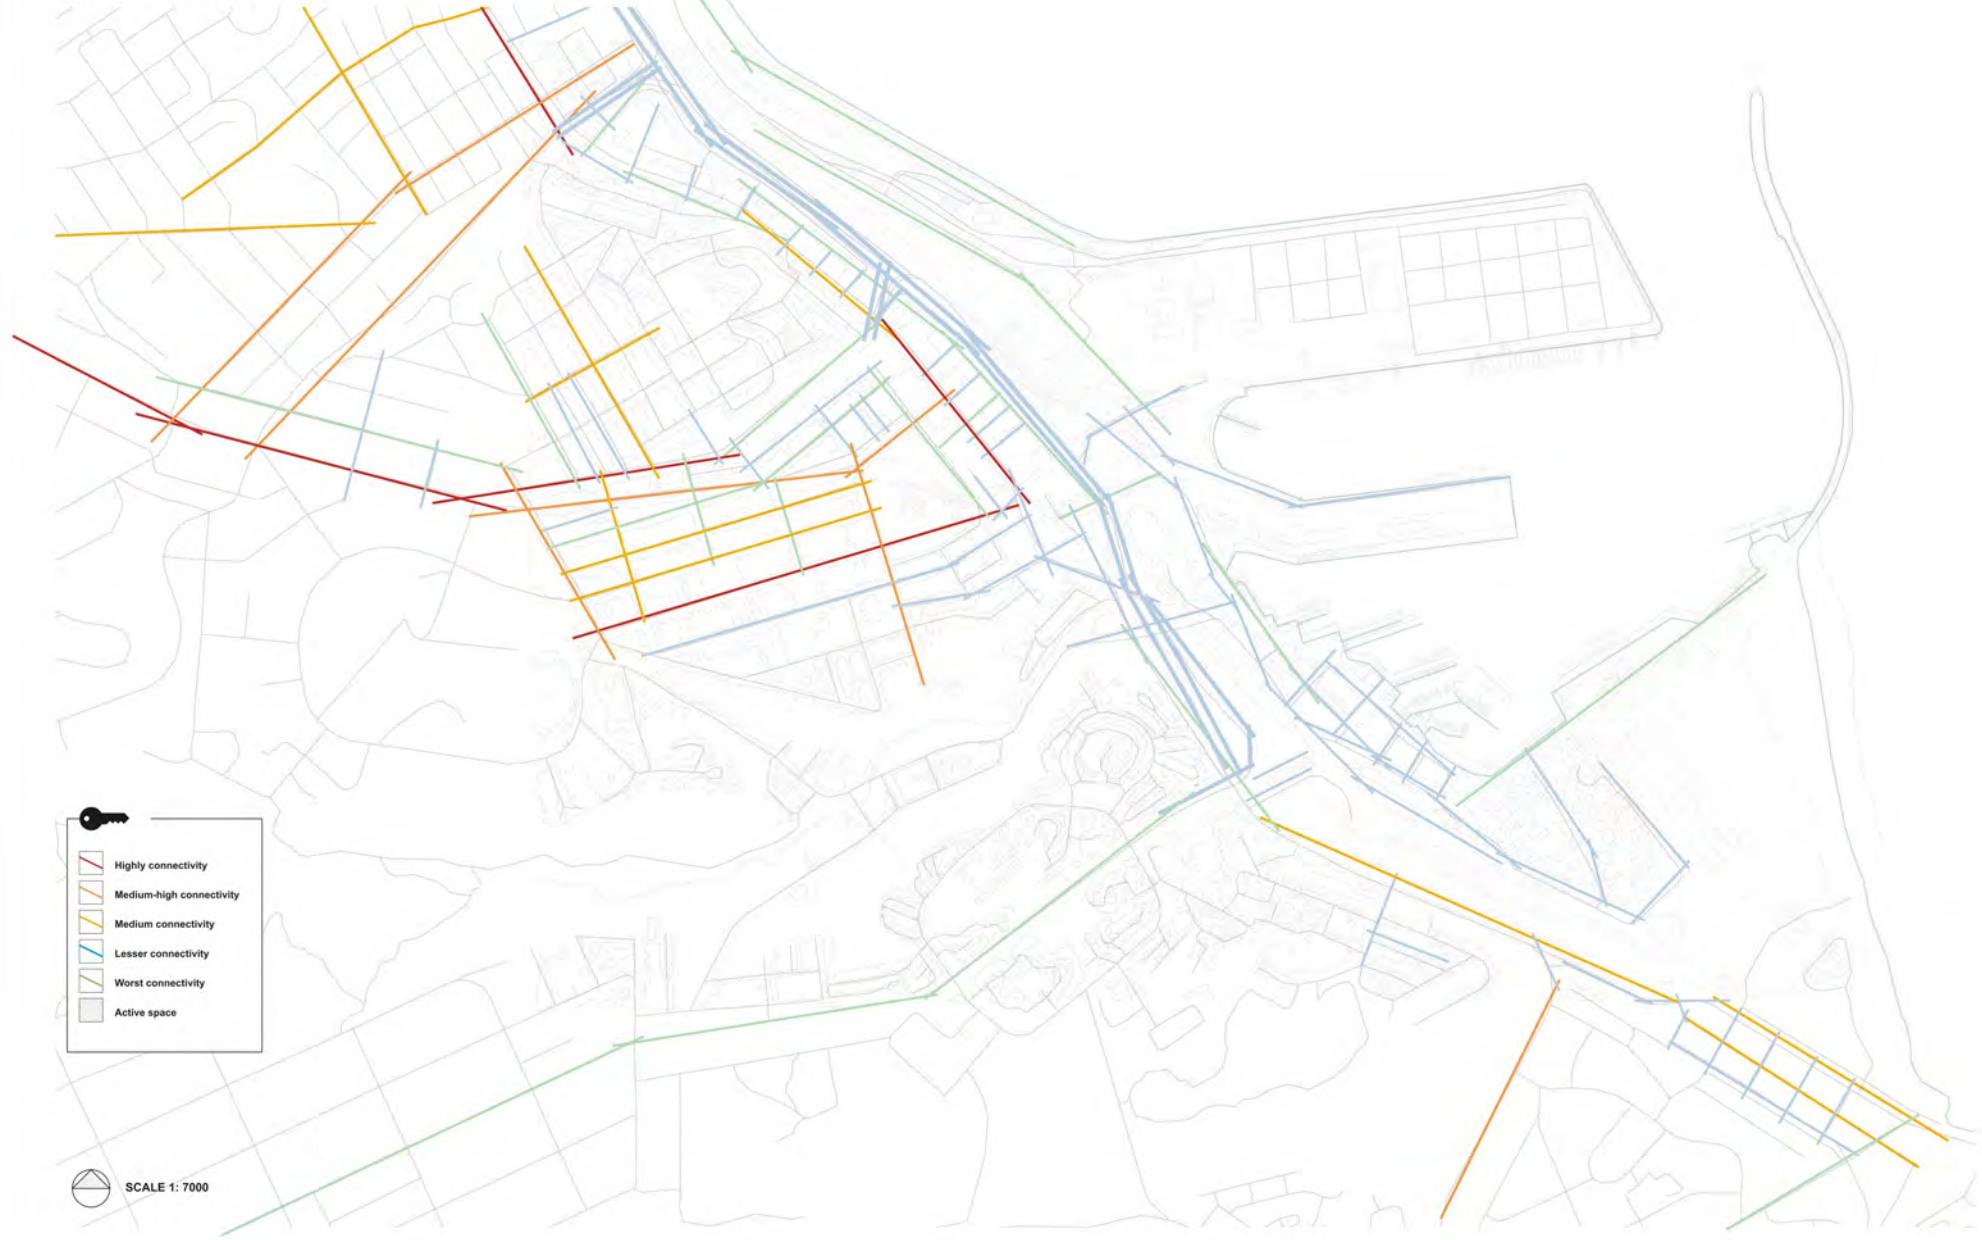 Highly connectivity
Medium-high connectivity
Medium connectivity
Lesser connectivity
Worst connectivity
Active space
SCALE 1: 7000